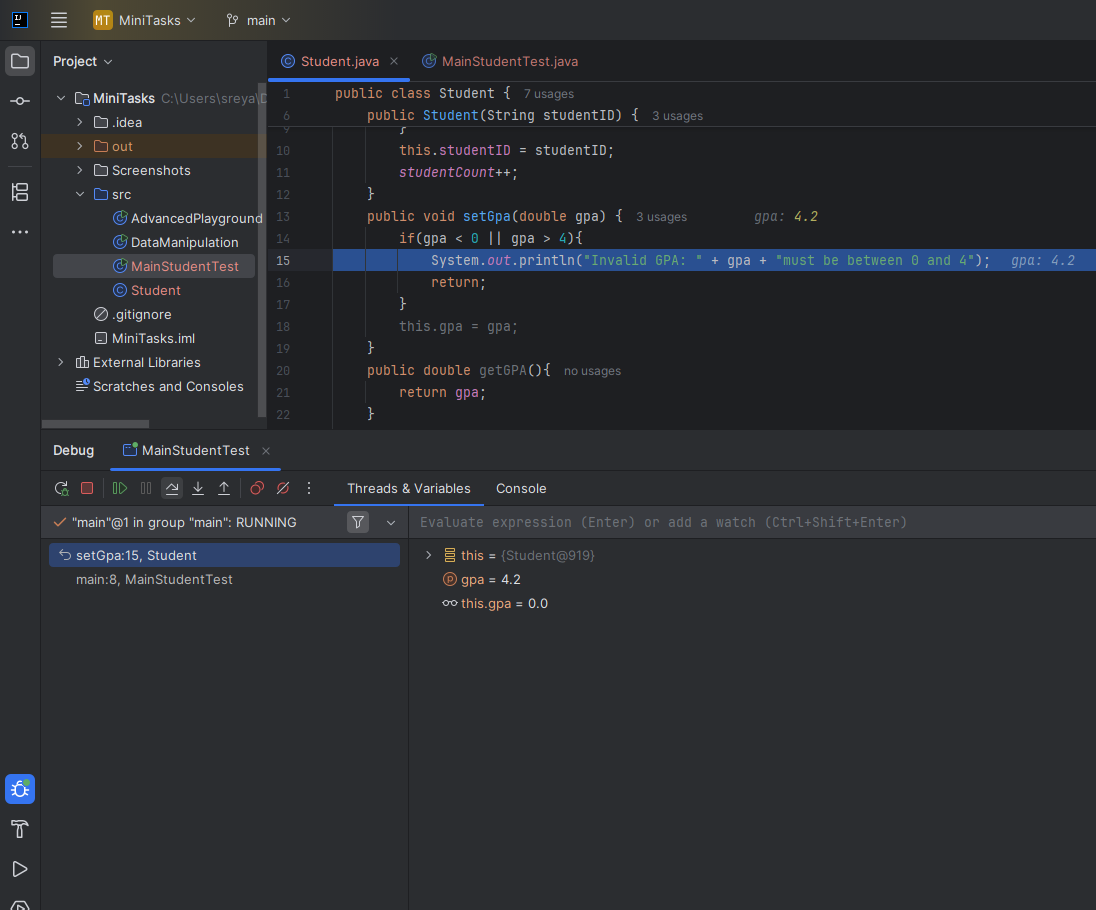 MT MiniTasks main
Project
Student.java
MainStudentTest.java
MiniTasks C:\Users\sreya\D
.idea
out
Screenshots
src
AdvancedPlayground
DataManipulation
MainStudentTest
Student
.gitignore
MiniTasks.iml
External Libraries
Scratches and Consoles
1 public class Student { 7 usages
6 public Student(String studentID) { 3 usages
9 }
10 this.studentID = studentID;
11 studentCount++;
12 }
13 public void setGpa(double gpa) { 3 usages gpa: 4.2
14 if(gpa < 0 || gpa > 4){
15 System.out.println("Invalid GPA: " + gpa + "must be between 0 and 4"); gpa: 4.2
16 return;
17 }
18 this.gpa = gpa;
19 }
20 public double getGPA(){ no usages
21 return gpa;
22 }
Debug MainStudentTest
Threads & Variables Console
"main"@1 in group "main": RUNNING
Evaluate expression (Enter) or add a watch (Ctrl+Shift+Enter)
setGpa:15, Student
main:8, MainStudentTest
this = {Student@919}
gpa = 4.2
this.gpa = 0.0